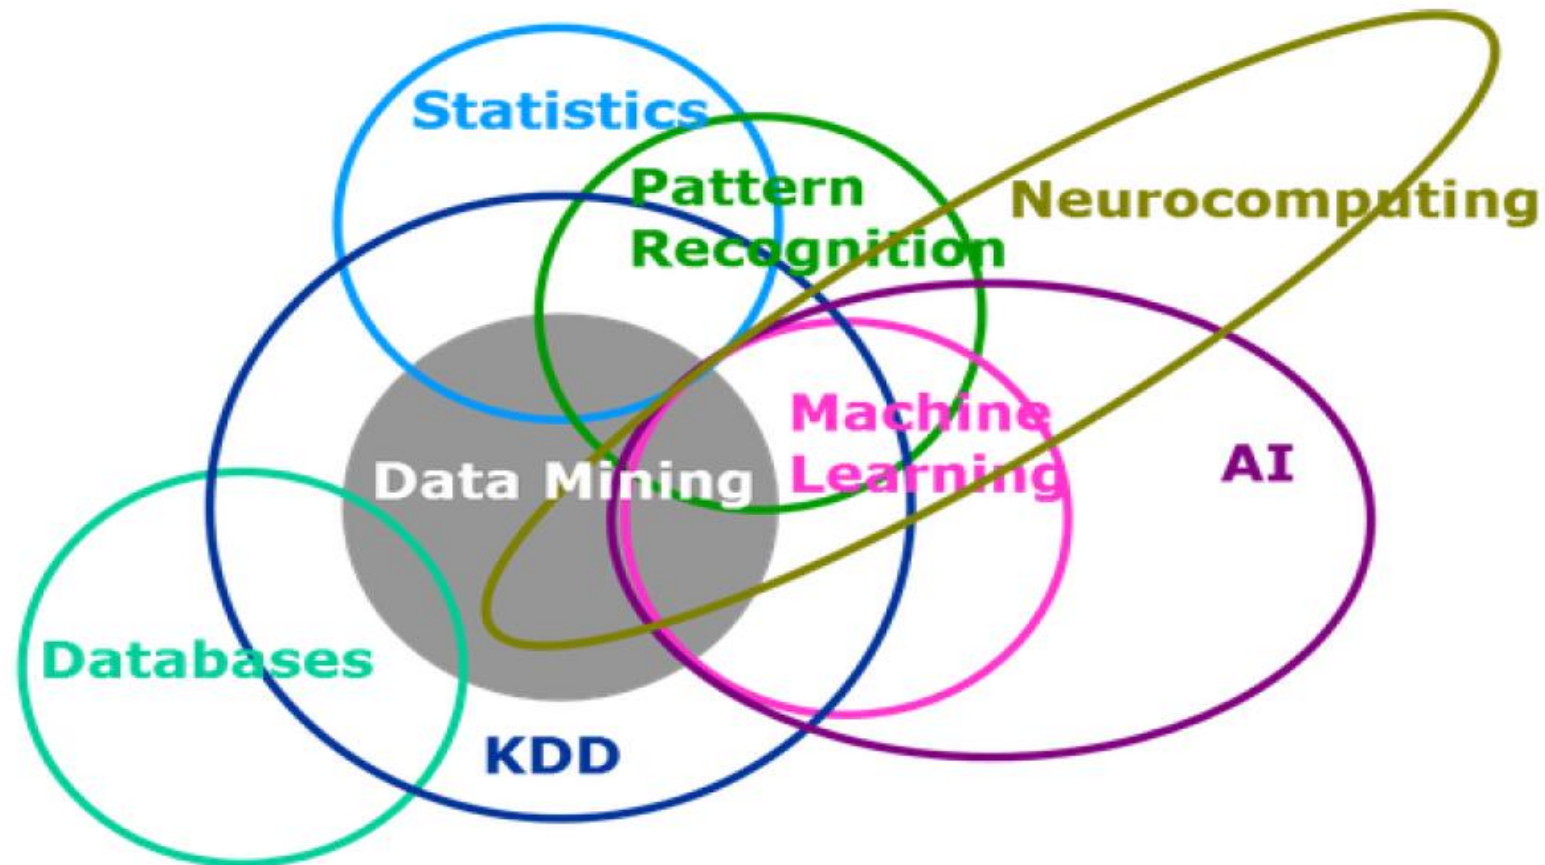 Statistics
Pattern
Recognition
Neurocomputing
Machine
Learning
AI
Data Mining
Databases
KDD